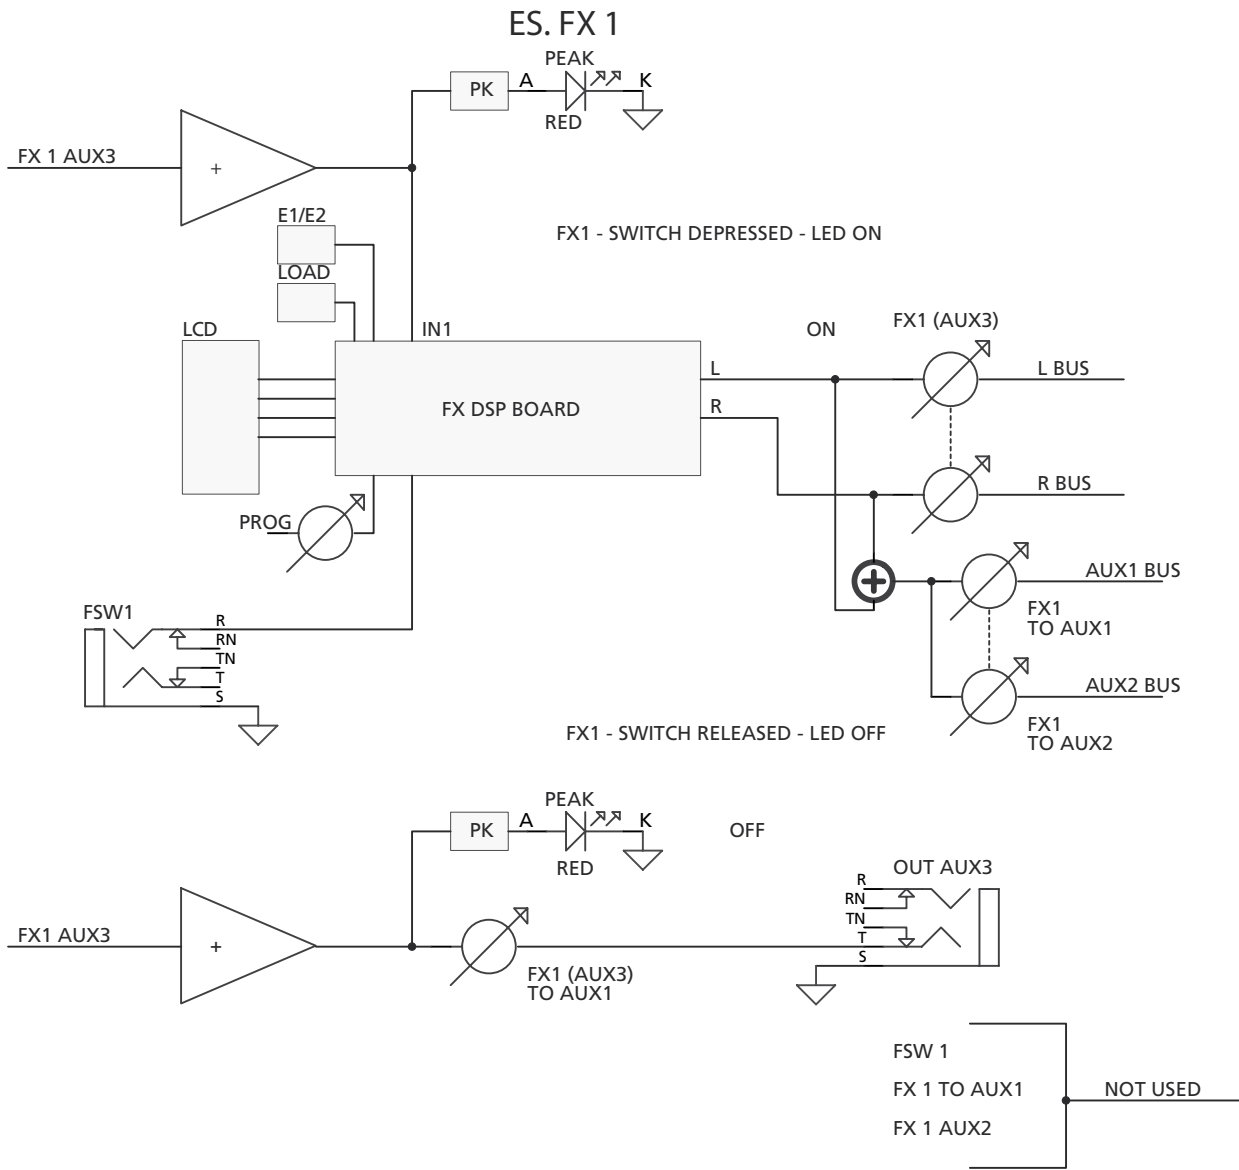 ES. FX 1
PEAK
PK
A
K
RED
FX 1 AUX3
+
E1/E2
FX1 - SWITCH DEPRESSED - LED ON
LOAD
LCD
IN1
ON
FX1 (AUX3)
L
L BUS
R
FX DSP BOARD
R BUS
PROG
AUX1 BUS
FX1
TO AUX1
FSW1
R
RN
TN
T
S
AUX2 BUS
FX1
TO AUX2
FX1 - SWITCH RELEASED - LED OFF
PEAK
PK
A
K
OFF
RED
OUT AUX3
R
RN
TN
T
S
FX1 AUX3
+
FX1 (AUX3)
TO AUX1
FSW 1
FX 1 TO AUX1
NOT USED
FX 1 AUX2